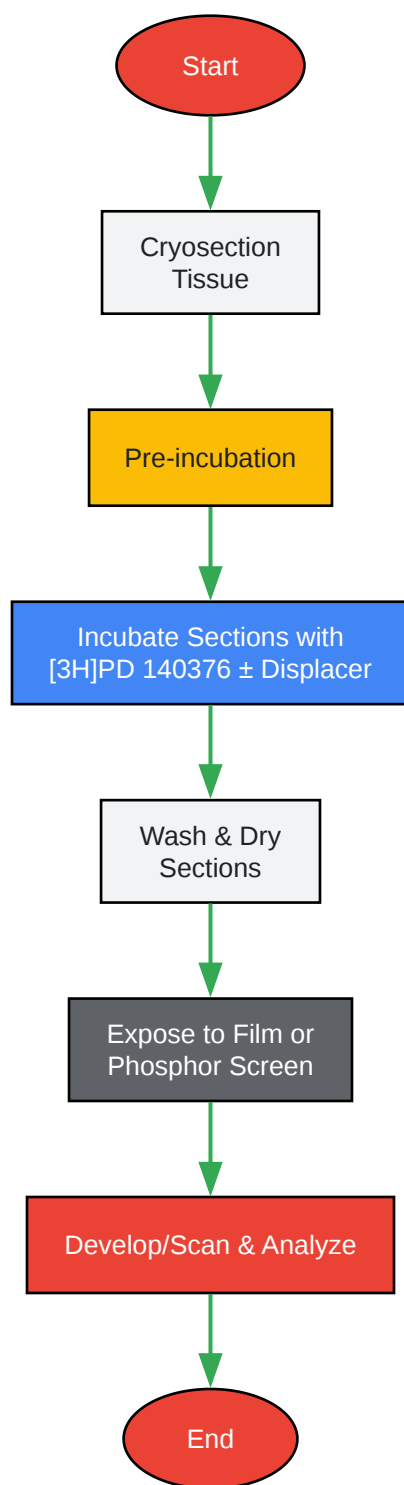 Start
Cryosection
Tissue
Pre-incubation
Incubate Sections with
[3H]PD 140376 ± Displacer
Wash & Dry
Sections
Expose to Film or
Phosphor Screen
Develop/Scan & Analyze
End